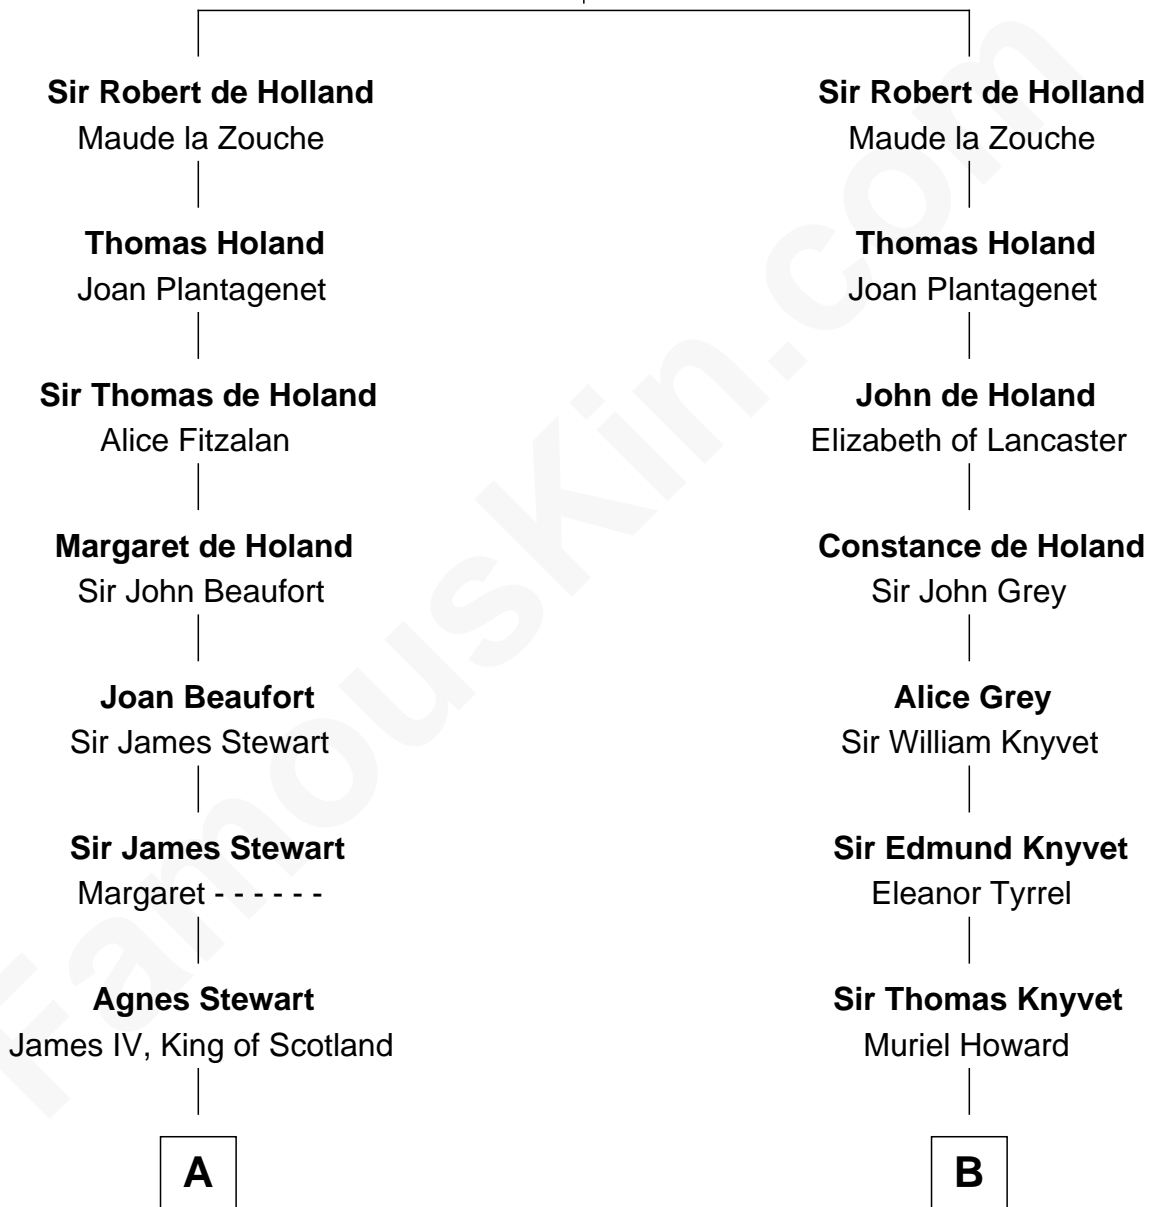 Sir Robert de Holland
Maude la Zouche
Thomas Holand
Joan Plantagenet
Sir Thomas de Holand
Alice Fitzalan
Margaret de Holand
Sir John Beaufort
Joan Beaufort
Sir James Stewart
Sir James Stewart
Margaret - - - - - -
Agnes Stewart
James IV, King of Scotland
A
Sir Robert de Holland
Maude la Zouche
Thomas Holand
Joan Plantagenet
John de Holand
Elizabeth of Lancaster
Constance de Holand
Sir John Grey
Alice Grey
Sir William Knyvet
Sir Edmund Knyvet
Eleanor Tyrrel
Sir Thomas Knyvet
Muriel Howard
B
FamousKin.com